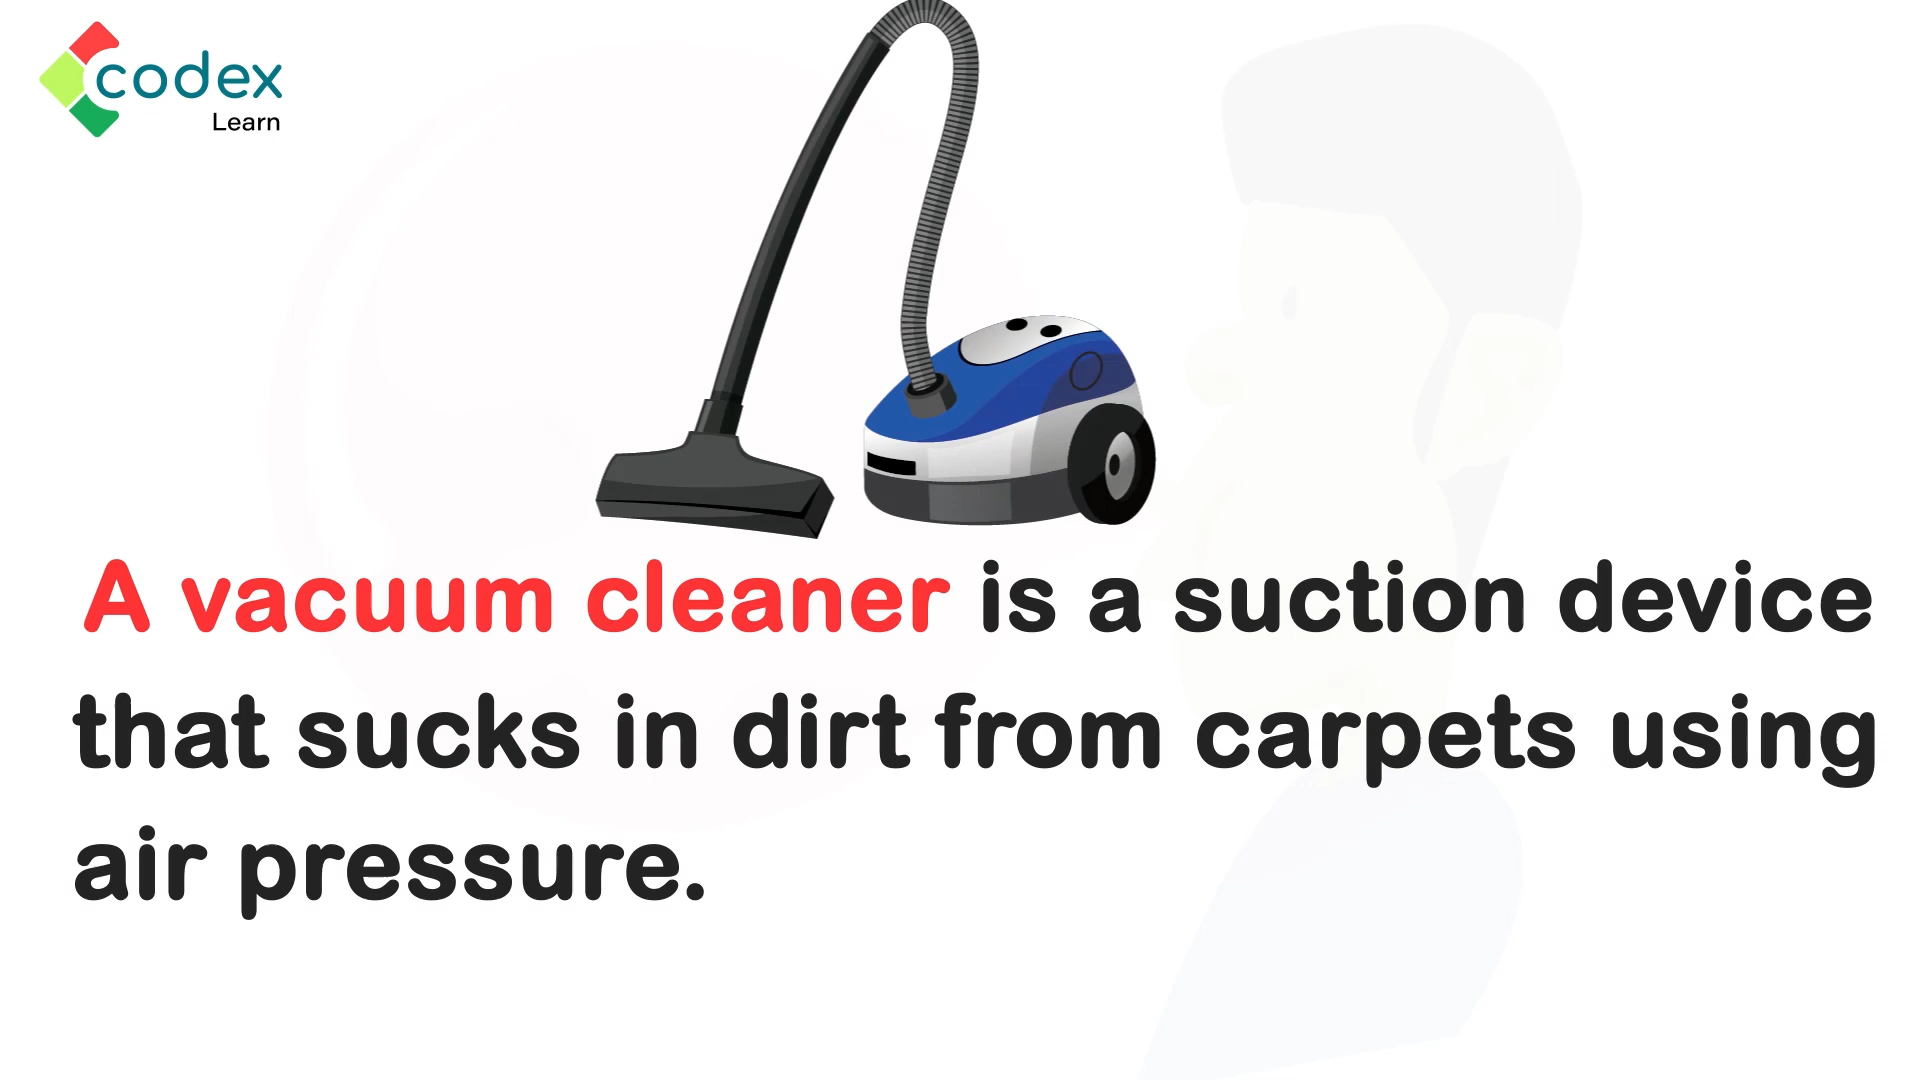 codex
Learn
A vacuum cleaner is a suction device
that sucks in dirt from carpets using
air pressure.